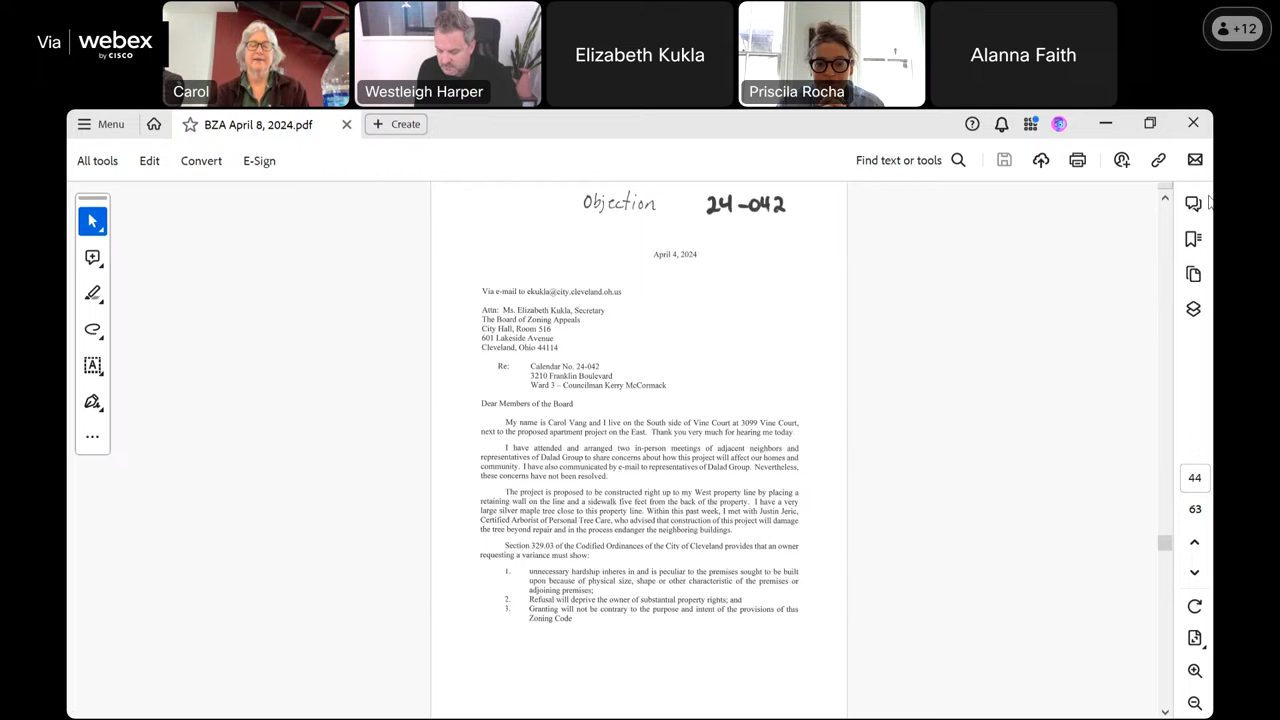 Via webex
by CISCO
Carol
Westleigh Harper
Elizabeth Kukla
Priscila Rocha
Alanna Faith
+12
Menu
BZA April 8, 2024.pdf
Create
All tools
Edit
Convert
E-Sign
Find text or tools
Objection 24-042
April 4, 2024
Via e-mail to ekukla@city.cleveland.oh.us
Attn: Ms. Elizabeth Kukla, Secretary
The Board of Zoning Appeals
City Hall, Room 516
601 Lakeside Avenue
Cleveland, Ohio 44114
Re: Calendar No. 24-042
3210 Franklin Boulevard
Ward 3 – Councilman Kerry McCormack
Dear Members of the Board
My name is Carol Vang and I live on the South side of Vine Court at 3099 Vine Court,
next to the proposed apartment project on the East. Thank you very much for hearing me today
I have attended and arranged two in-person meetings of adjacent neighbors and
representatives of Dalad Group to share concerns about how this project will affect our homes and
community. I have also communicated by e-mail to representatives of Dalad Group. Nevertheless,
these concerns have not been resolved.
The project is proposed to be constructed right up to my West property line by placing a
retaining wall on the line and a sidewalk five feet from the back of the property. I have a very
large silver maple tree close to this property line. Within this past week, I met with Justin Jeric,
Certified Arborist of Personal Tree Care, who advised that construction of this project will damage
the tree beyond repair and in the process endanger the neighboring buildings.
Section 329.03 of the Codified Ordinances of the City of Cleveland provides that an owner
requesting a variance must show:
1. unnecessary hardship inheres in and is peculiar to the premises sought to be built
upon because of physical size, shape or other characteristic of the premises or
adjoining premises;
2. Refusal will deprive the owner of substantial property rights; and
3. Granting will not be contrary to the purpose and intent of the provisions of this
Zoning Code
44
63